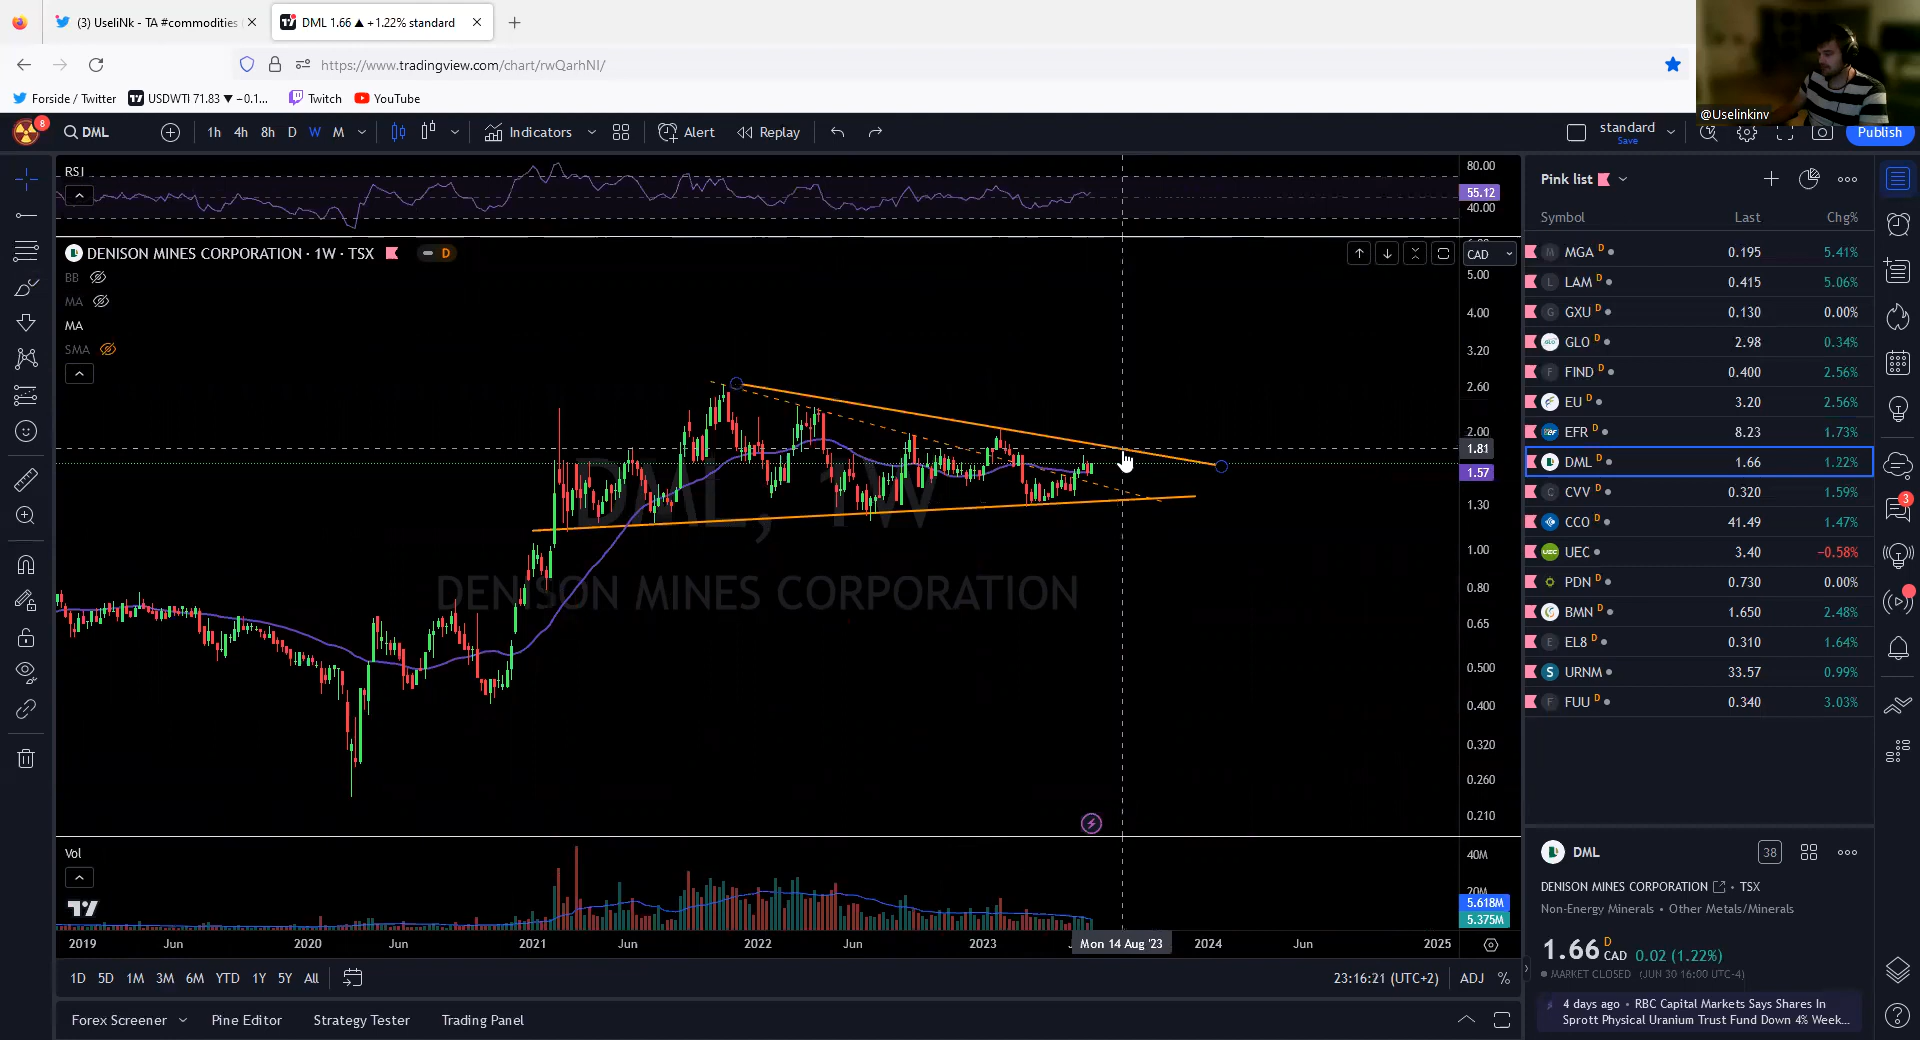 (3) UseliNk - TA #commodities
DML 1.66 ▲ +1.22% standard
https://www.tradingview.com/chart/rwQarhNI/
Forside / Twitter
USDWTI 71.83 ▼ −0.1...
Twitch
YouTube
@Uselinkinv
8
DML
1h 4h 8h D W M
Indicators
Alert
Replay
standard
Save
Publish
RSI
80.00
55.12
40.00
DENISON MINES CORPORATION · 1W · TSX
D
CAD
BB
MA
MA
SMA
5.00
4.00
3.20
2.60
2.00
1.81
1.57
1.30
1.00
0.80
0.65
0.500
0.400
0.320
0.260
0.210
DML, 1W
DENISON MINES CORPORATION
Vol
40M
20M
5.618M
5.375M
2019 Jun 2020 Jun 2021 Jun 2022 Jun 2023 Mon 14 Aug '23 2024 Jun 2025
1D 5D 1M 3M 6M YTD 1Y 5Y All
23:16:21 (UTC+2)
ADJ %
Forex Screener
Pine Editor
Strategy Tester
Trading Panel
Pink list
Symbol Last Chg%
M MGA D 0.195 5.41%
L LAM D 0.415 5.06%
G GXU D 0.130 0.00%
GLO D 2.98 0.34%
F FIND D 0.400 2.56%
EU D 3.20 2.56%
EFR D 8.23 1.73%
DML D 1.66 1.22%
C CVV D 0.320 1.59%
CCO D 41.49 1.47%
UEC 3.40 −0.58%
PDN D 0.730 0.00%
BMN D 1.650 2.48%
E EL8 D 0.310 1.64%
S URNM 33.57 0.99%
F FUU D 0.340 3.03%
3
DML
38
DENISON MINES CORPORATION • TSX
Non-Energy Minerals • Other Metals/Minerals
1.66 D CAD 0.02 (1.22%)
MARKET CLOSED (JUN 30 16:00 UTC-4)
4 days ago • RBC Capital Markets Says Shares In
Sprott Physical Uranium Trust Fund Down 4% Week...